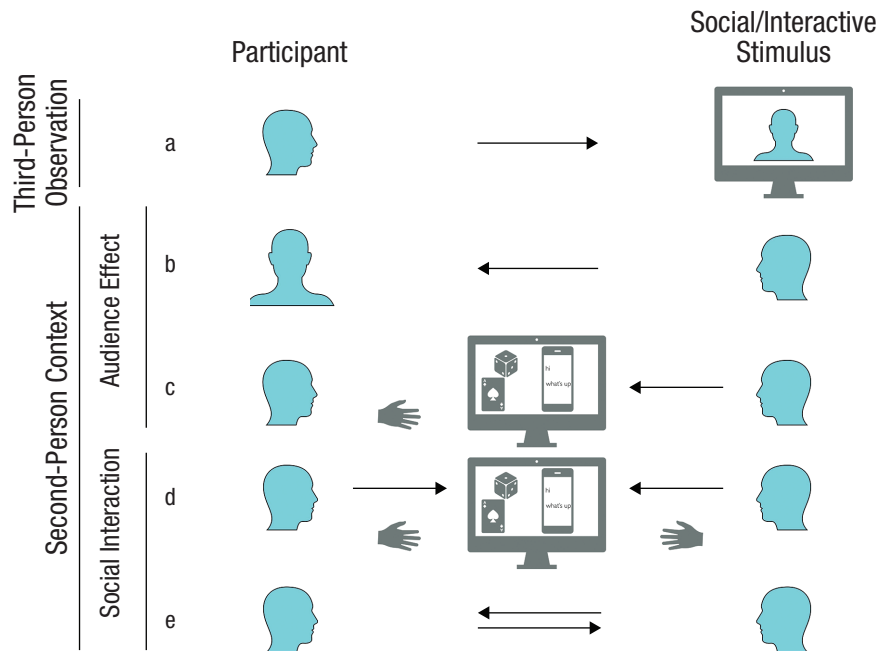 Participant
Social/Interactive
Stimulus
Third-Person
Observation
a
Second-Person Context
Audience Effect
b
c
hi
what's up
Social Interaction
d
hi
what's up
e